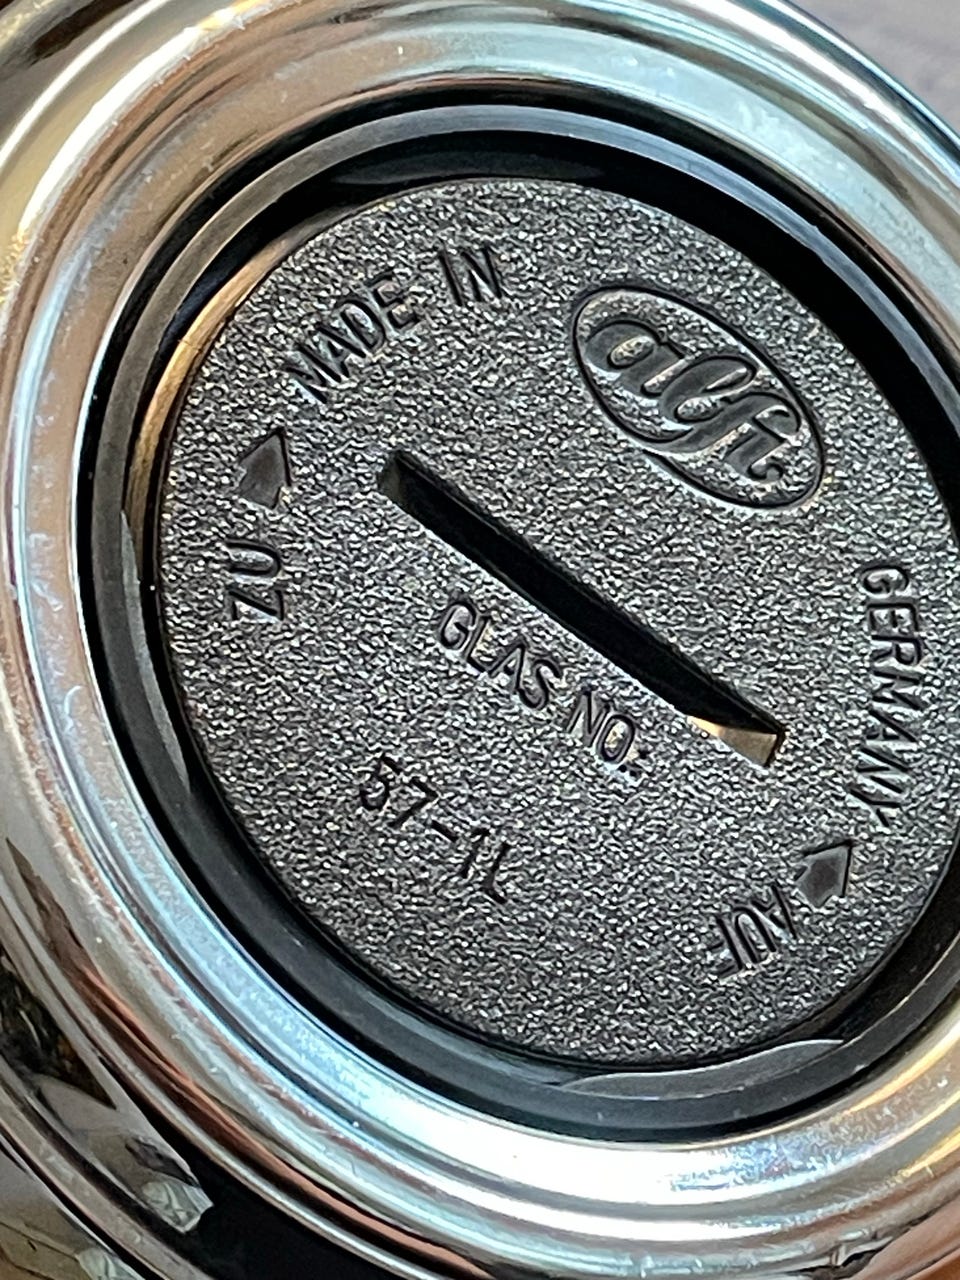 MADE IN
alfi
GERMANY
ZU
GLAS NO:
57-1L
AUF